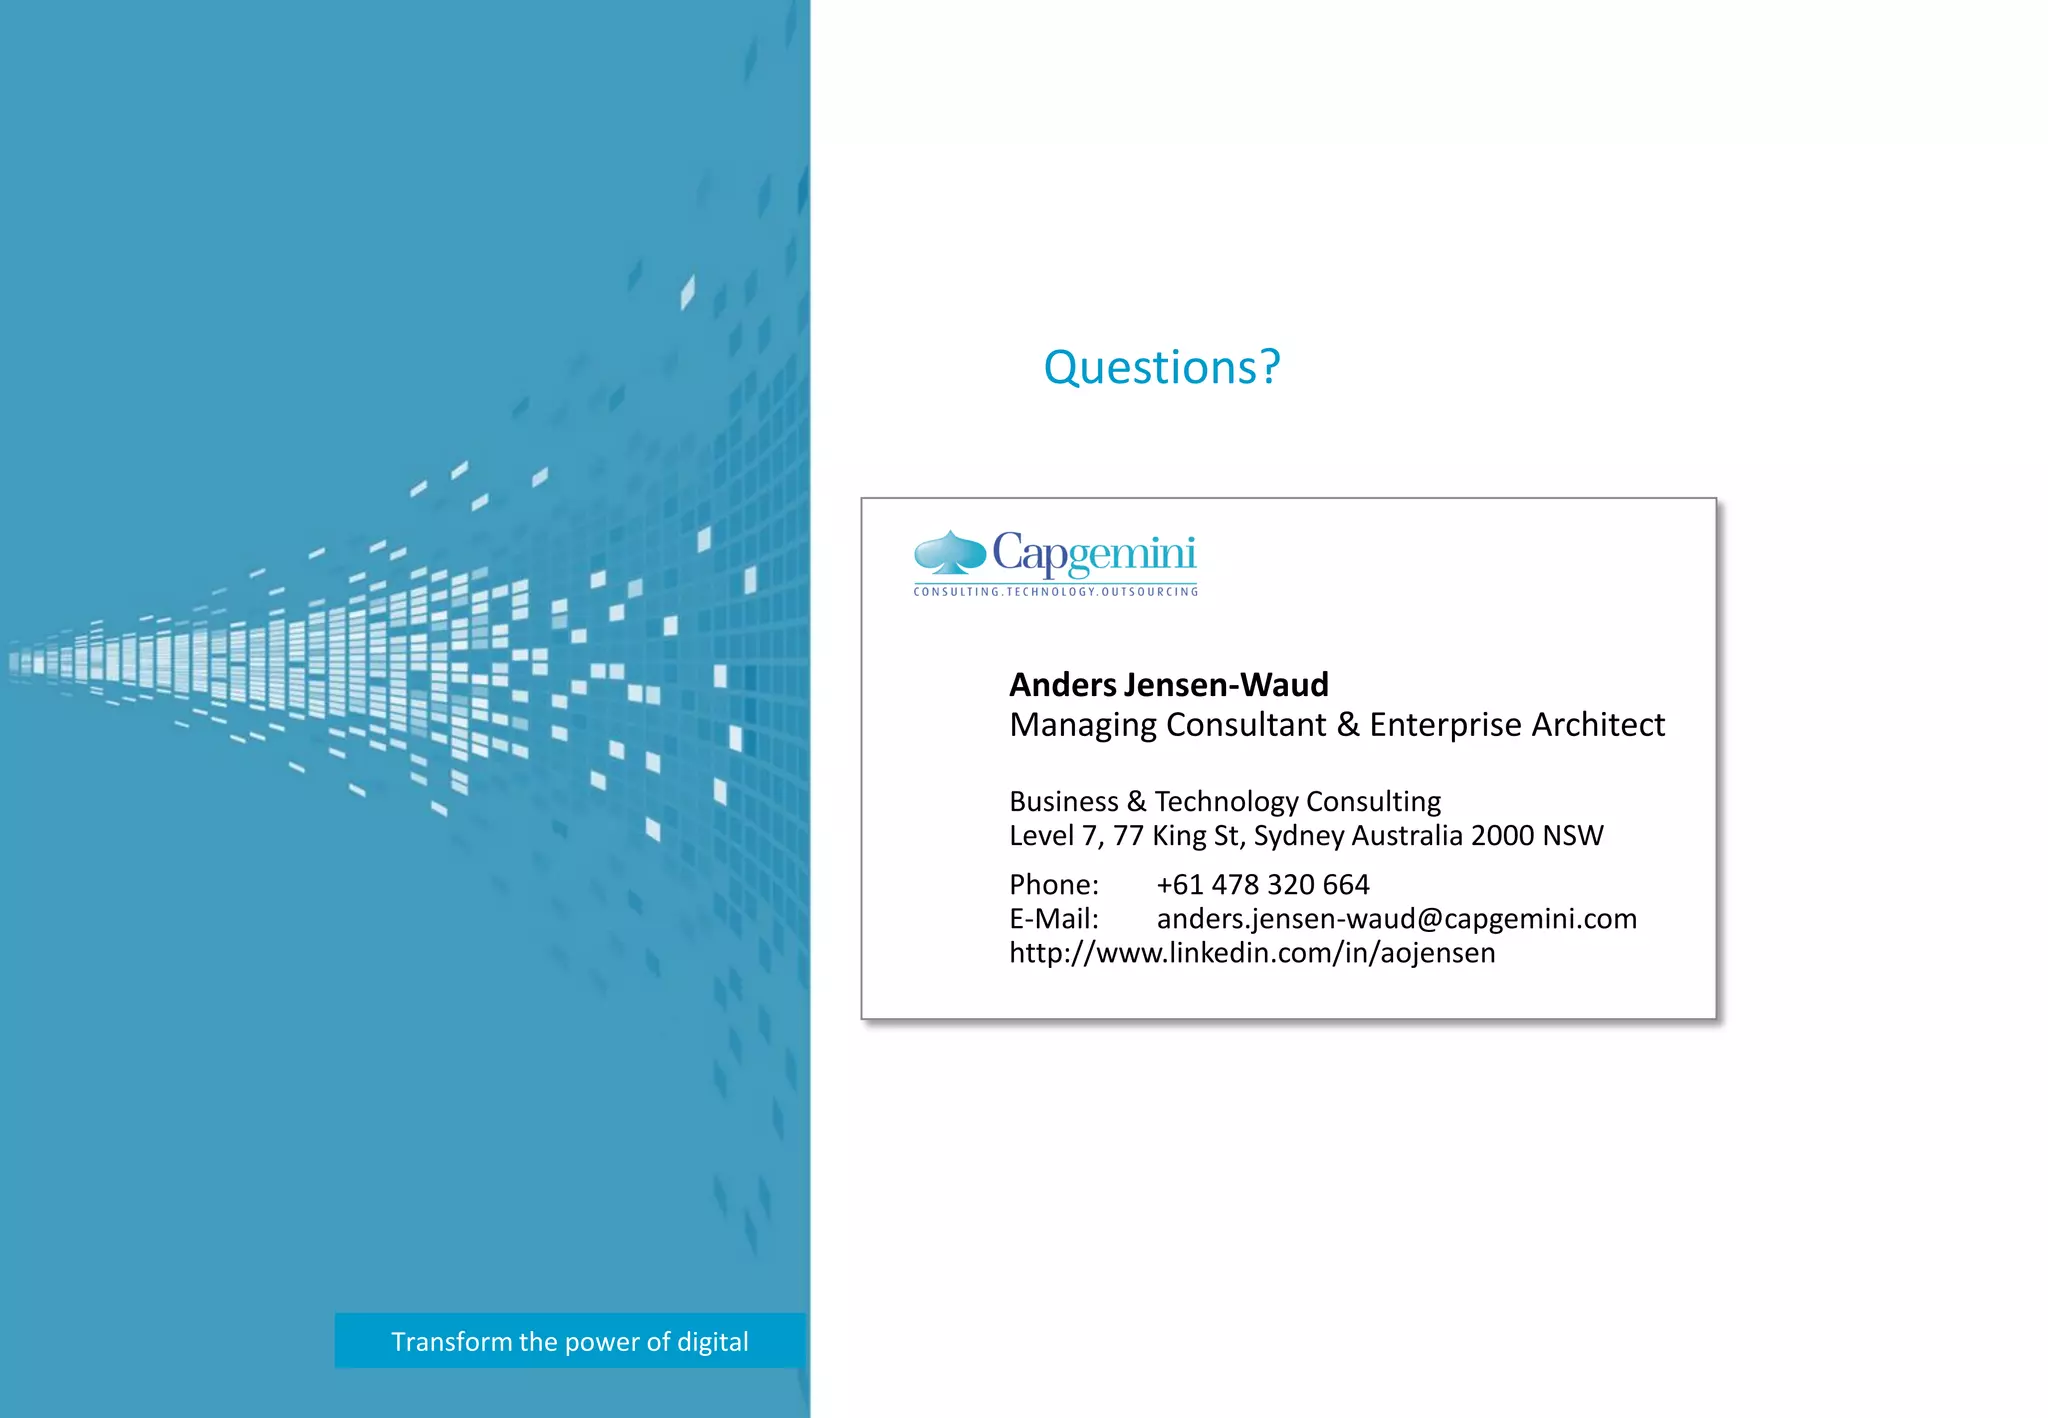 Questions?
Capgemini
CONSULTING.TECHNOLOGY.OUTSOURCING
Anders Jensen-Waud
Managing Consultant & Enterprise Architect
Business & Technology Consulting
Level 7, 77 King St, Sydney Australia 2000 NSW
Phone: +61 478 320 664
E-Mail: anders.jensen-waud@capgemini.com
http://www.linkedin.com/in/aojensen
Transform the power of digital